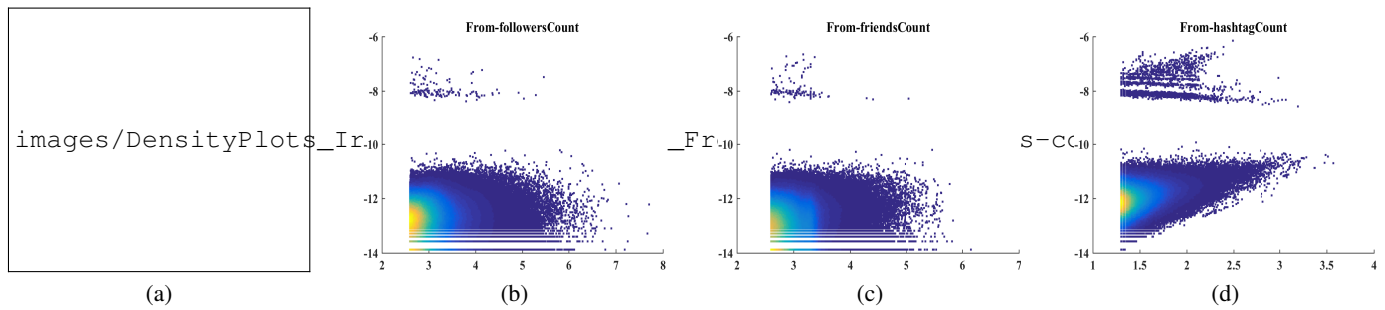 From-followersCount
From-friendsCount
From-hashtagCount
-6
-8
-10
-12
-14
2 3 4 5 6 7 8
-6
-8
-10
-12
-14
2 3 4 5 6 7
-6
-8
-10
-12
-14
1 1.5 2 2.5 3 3.5 4
images/DensityPlots_Ir
_Fr
s-cc
(a) (b) (c) (d)